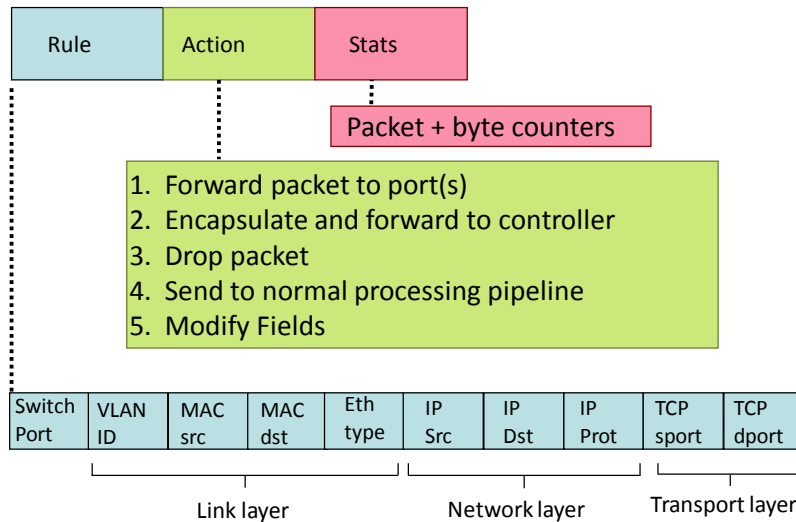 Rule Action Stats
Packet + byte counters
1. Forward packet to port(s)
2. Encapsulate and forward to controller
3. Drop packet
4. Send to normal processing pipeline
5. Modify Fields
Switch VLAN MAC MAC Eth IP IP IP TCP TCP
Port ID src dst type Src Dst Prot sport dport
Link layer Network layer Transport layer